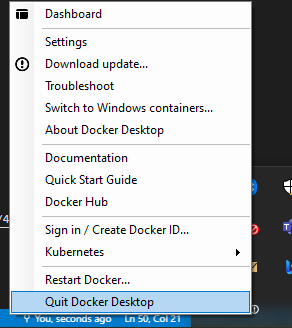 Dashboard
Settings
Download update...
Troubleshoot
Switch to Windows containers...
About Docker Desktop
Documentation
Quick Start Guide
Docker Hub
/4
Sign in / Create Docker ID...
Kubernetes
Restart Docker...
Quit Docker Desktop
You, seconds ago Ln 50, Col 21